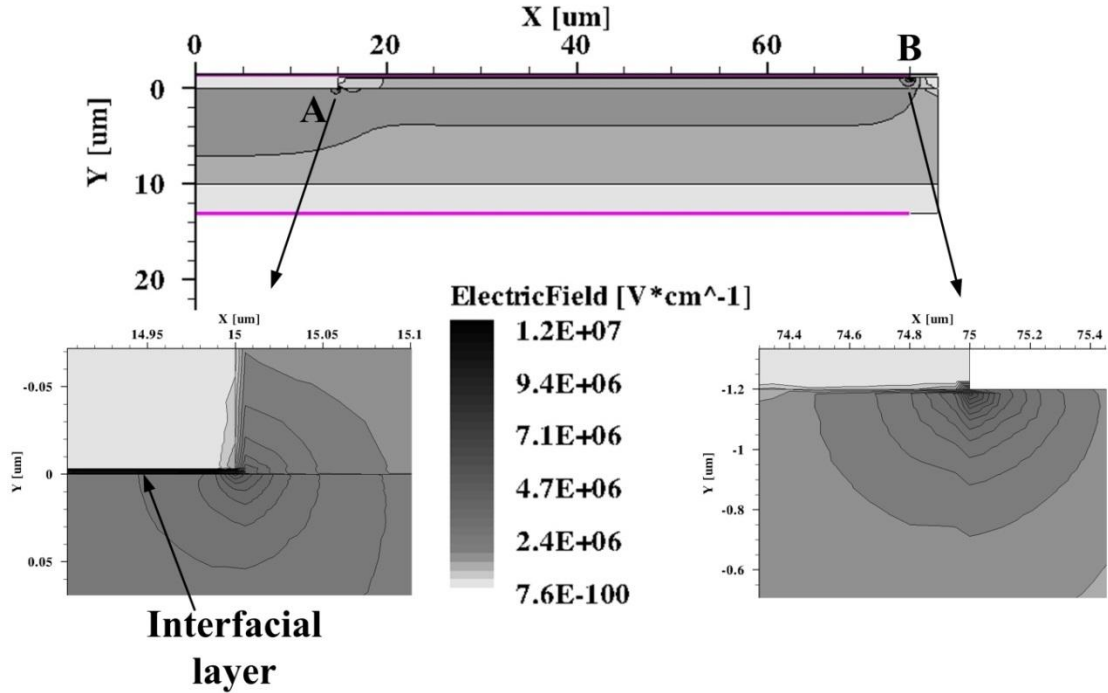 X [um]
0 20 40 60
B
0
A
Y [um]
10
20
ElectricField [V*cm^-1]
1.2E+07
9.4E+06
7.1E+06
4.7E+06
2.4E+06
7.6E-100
X [um]
14.95 15 15.05 15.1
-0.05
Y [um]
0
0.05
Interfacial
layer
X [um]
74.4 74.6 74.8 75 75.2 75.4
-1.2
-1
Y [um]
-0.8
-0.6